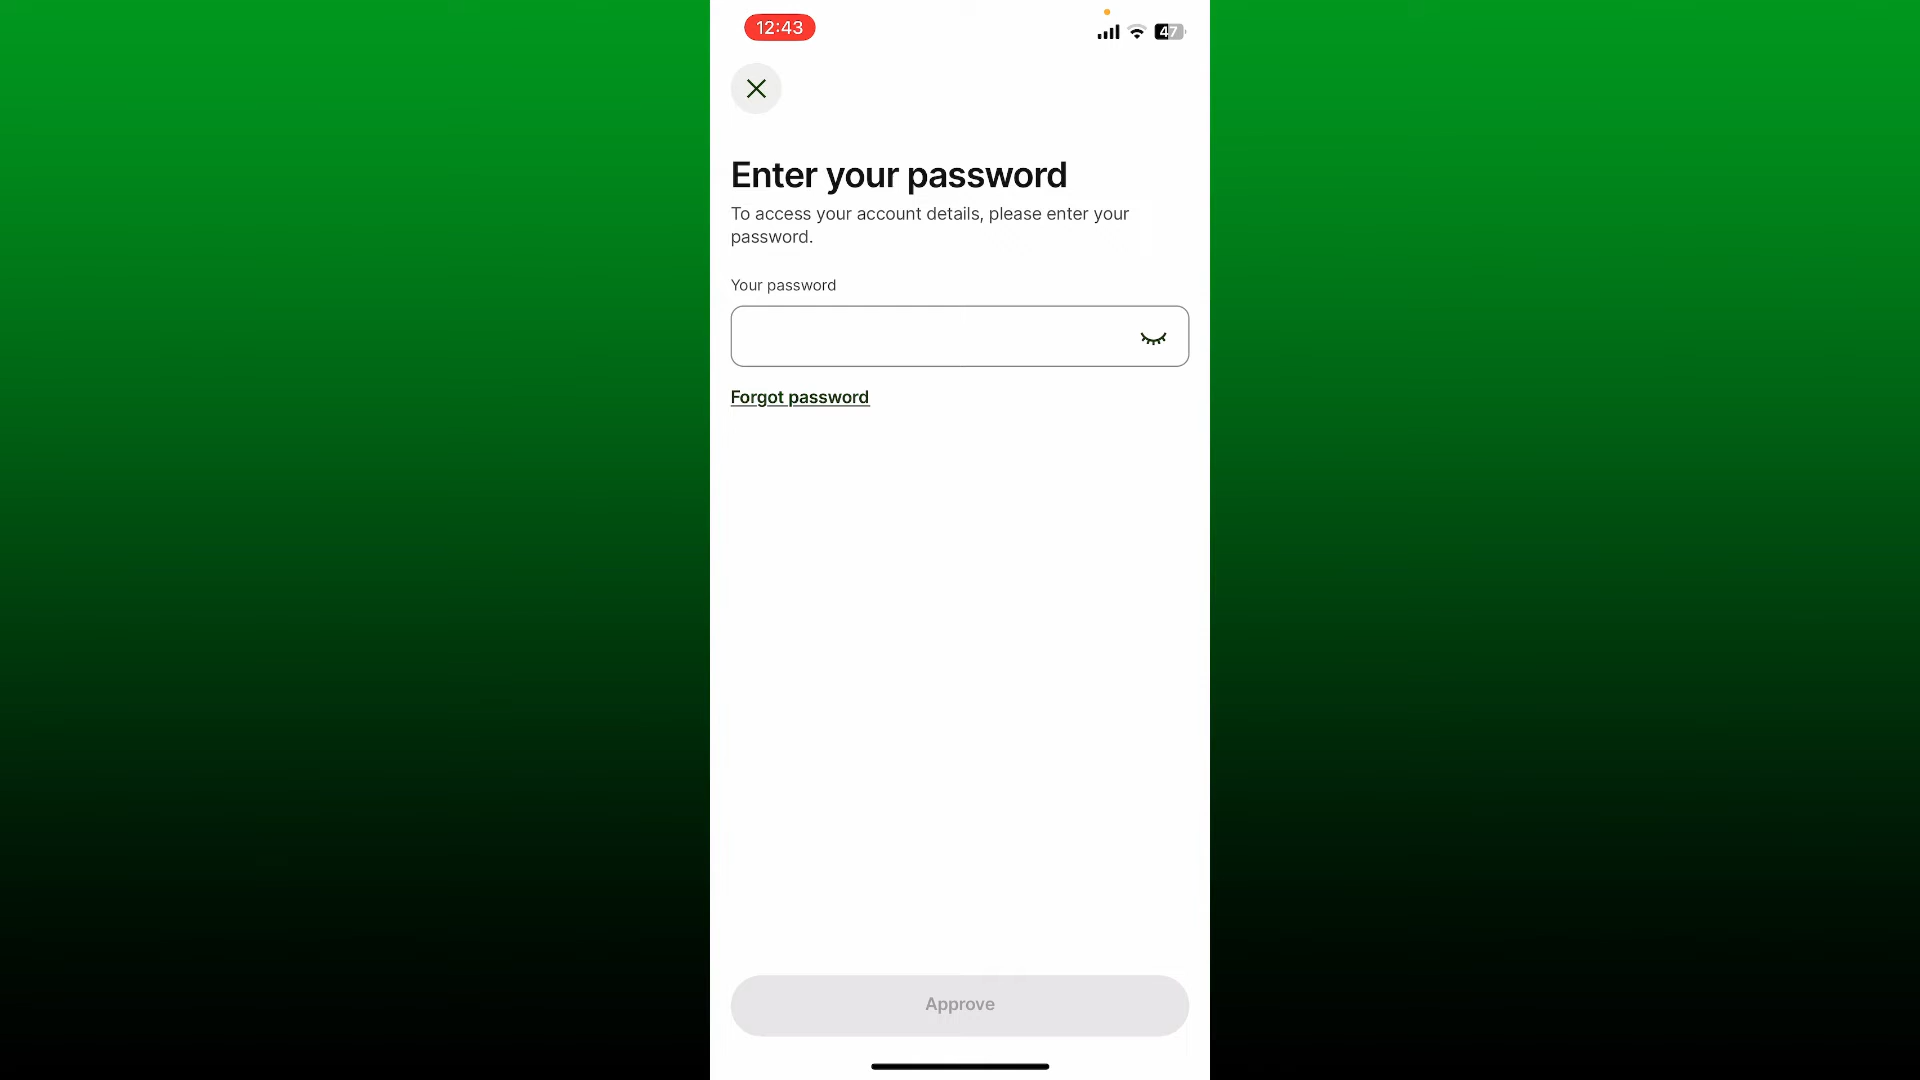 12:43
47
Enter your password
To access your account details, please enter your
password.
Your password
Forgot password
Approve